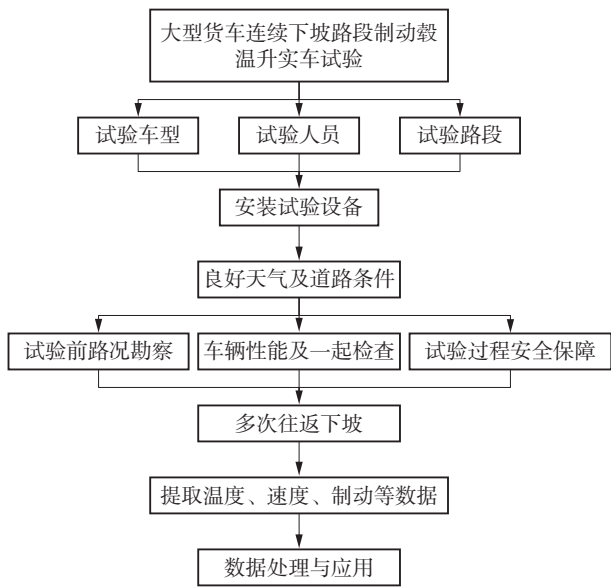 大型货车连续下坡路段制动毂
温升实车试验
试验车型
试验人员
试验路段
安装试验设备
良好天气及道路条件
试验前路况勘察
车辆性能及一起检查
试验过程安全保障
多次往返下坡
提取温度、速度、制动等数据
数据处理与应用